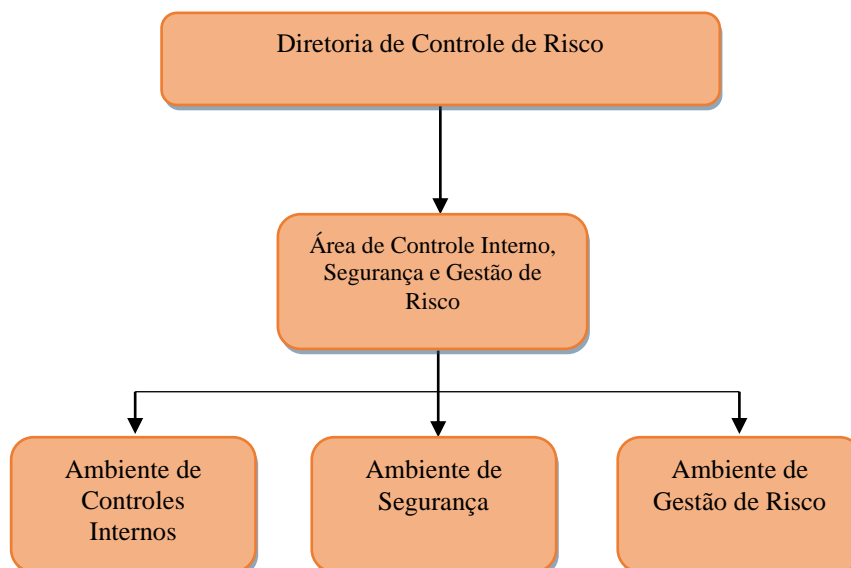 Diretoria de Controle de Risco
Área de Controle Interno,
Segurança e Gestão de
Risco
Ambiente de
Controles
Internos
Ambiente de
Segurança
Ambiente de
Gestão de Risco